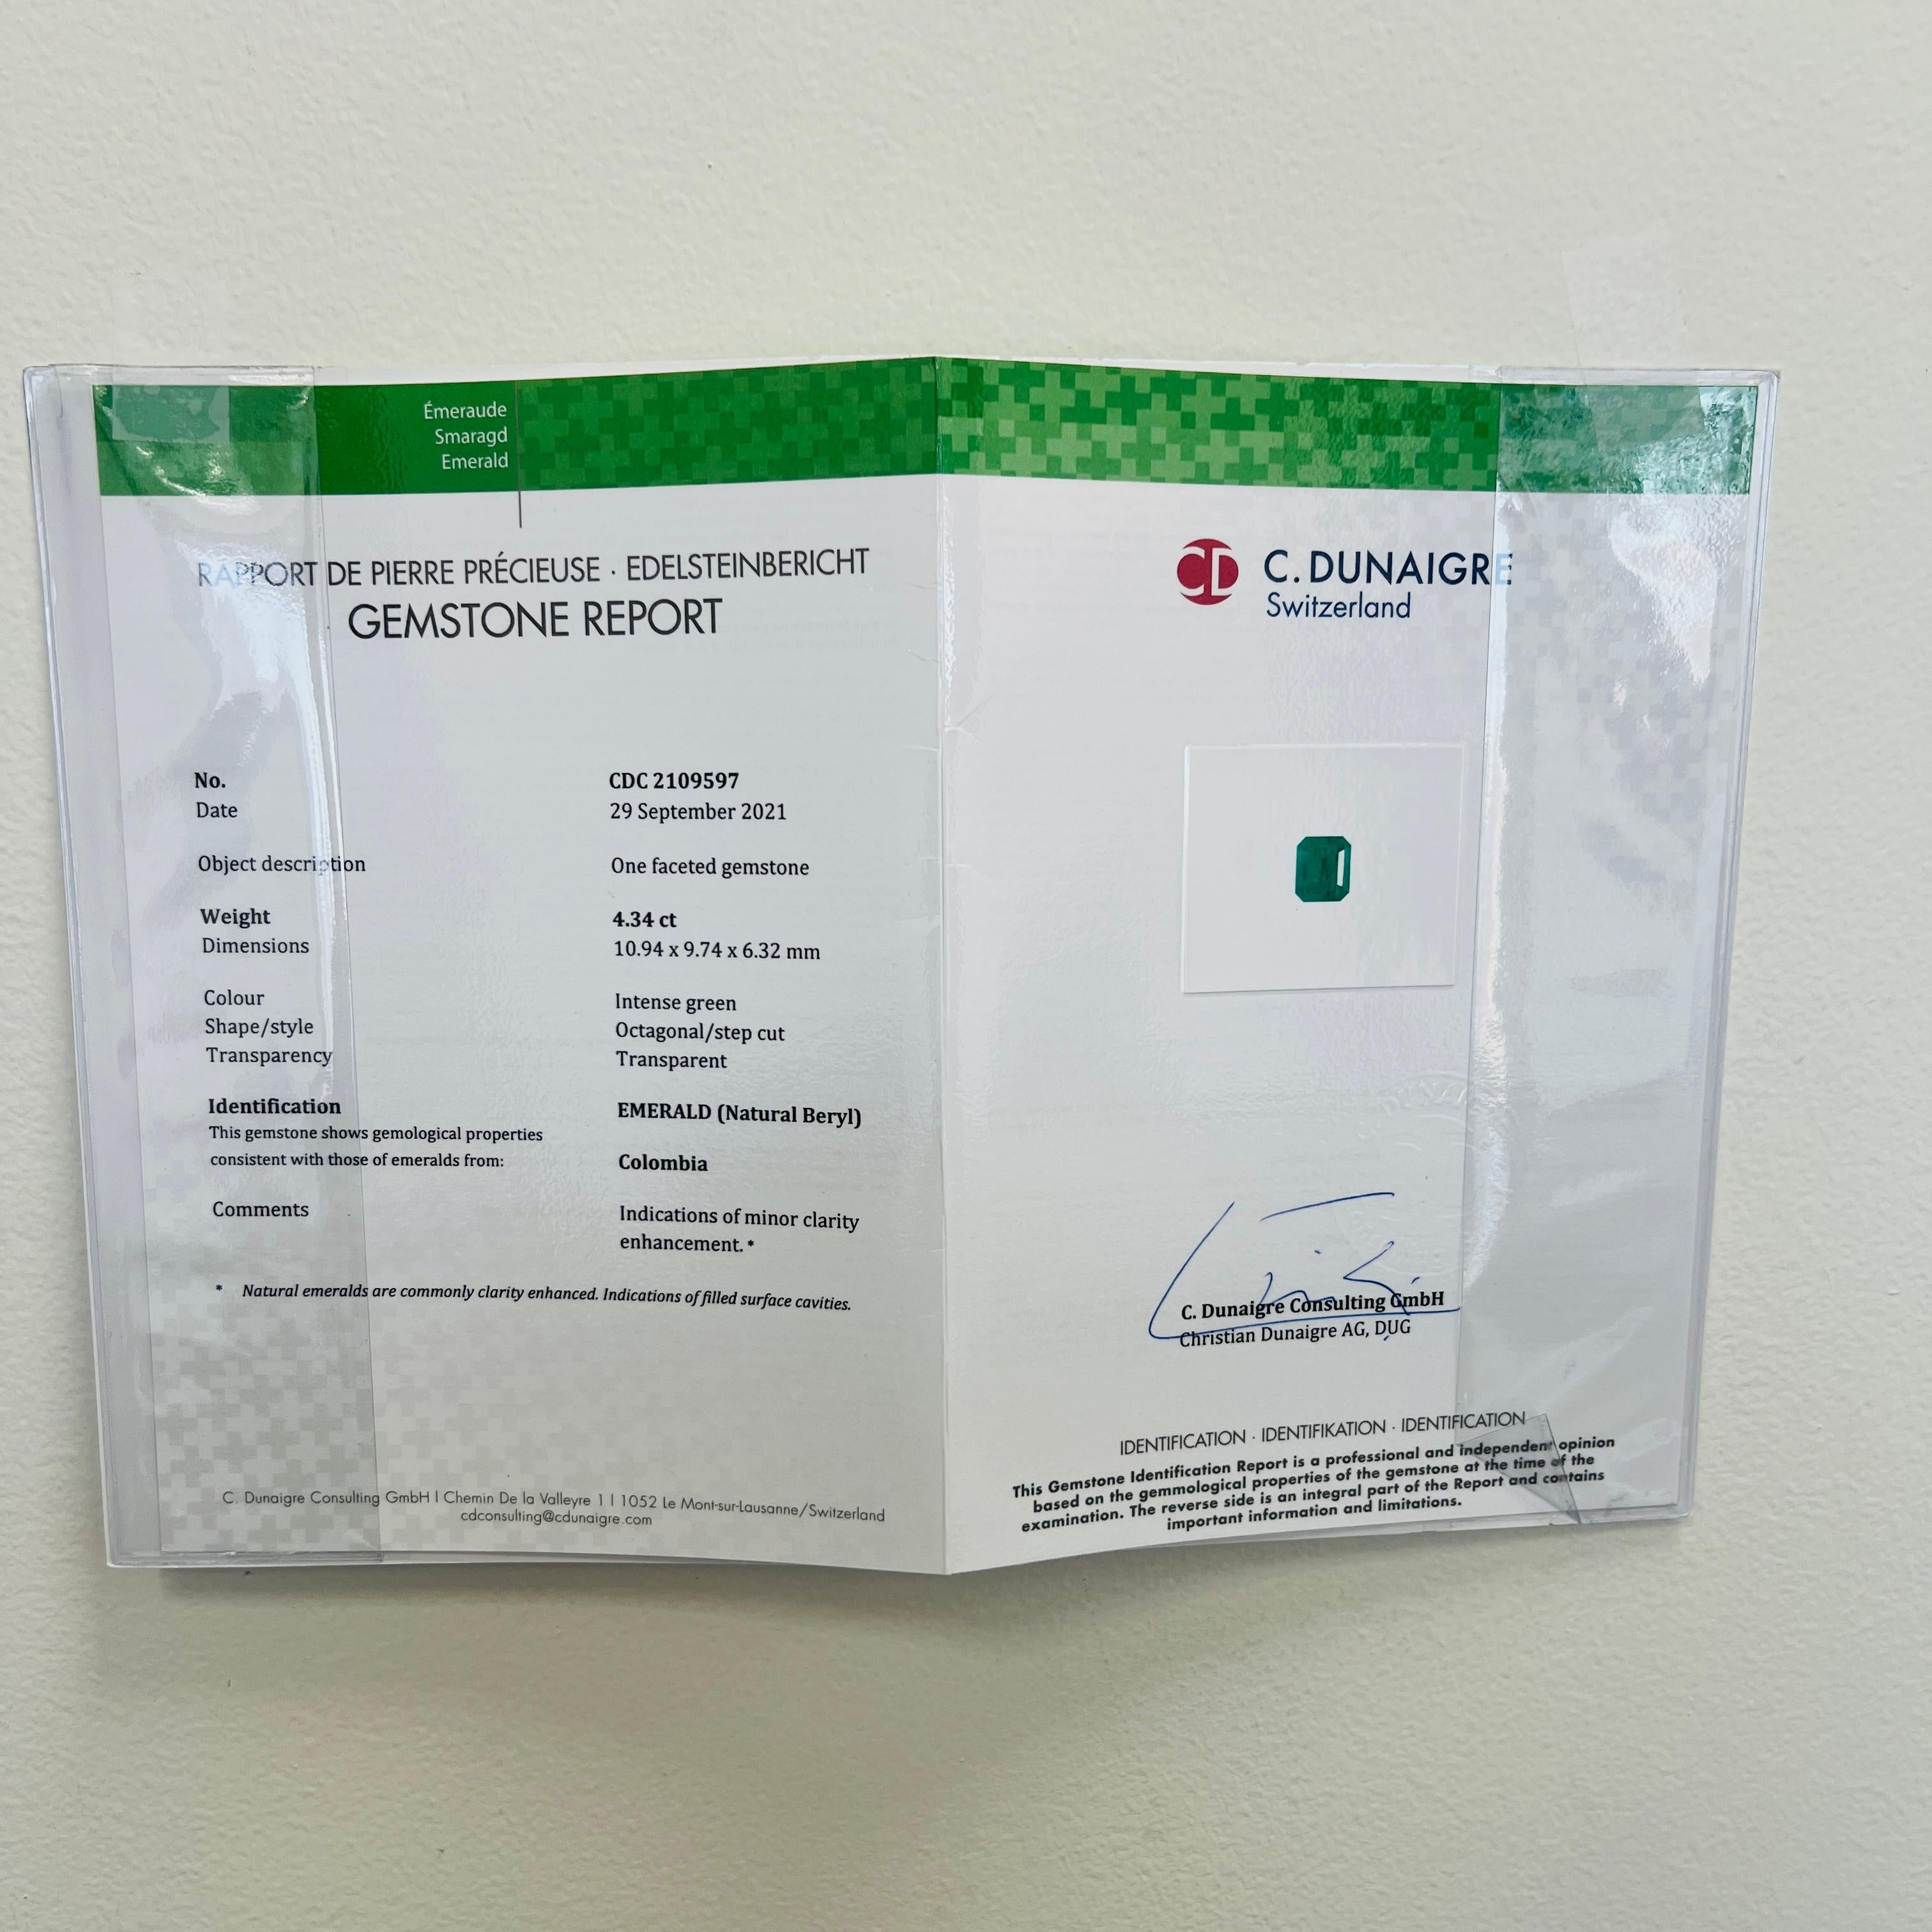 Émeraude
Smaragd
Emerald
RAPPORT DE PIERRE PRÉCIEUSE · EDELSTEINBERICHT
GEMSTONE REPORT
No. CDC 2109597
Date 29 September 2021
Object description One faceted gemstone
Weight 4.34 ct
Dimensions 10.94 x 9.74 x 6.32 mm
Colour Intense green
Shape/style Octagonal/step cut
Transparency Transparent
Identification EMERALD (Natural Beryl)
This gemstone shows gemological properties
consistent with those of emeralds from: Colombia
Comments Indications of minor clarity
enhancement. *
* Natural emeralds are commonly clarity enhanced. Indications of filled surface cavities.
C. Dunaigre Consulting GmbH | Chemin De la Valleyre 1 | 1052 Le Mont-sur-Lausanne/Switzerland
cdconsulting@cdunaigre.com
CD C. DUNAIGRE
Switzerland
C. Dunaigre Consulting GmbH
Christian Dunaigre AG, DUG
IDENTIFICATION · IDENTIFIKATION · IDENTIFICATION
This Gemstone Identification Report is a professional and independent opinion
based on the gemmological properties of the gemstone at the time of the
examination. The reverse side is an integral part of the Report and contains
important information and limitations.